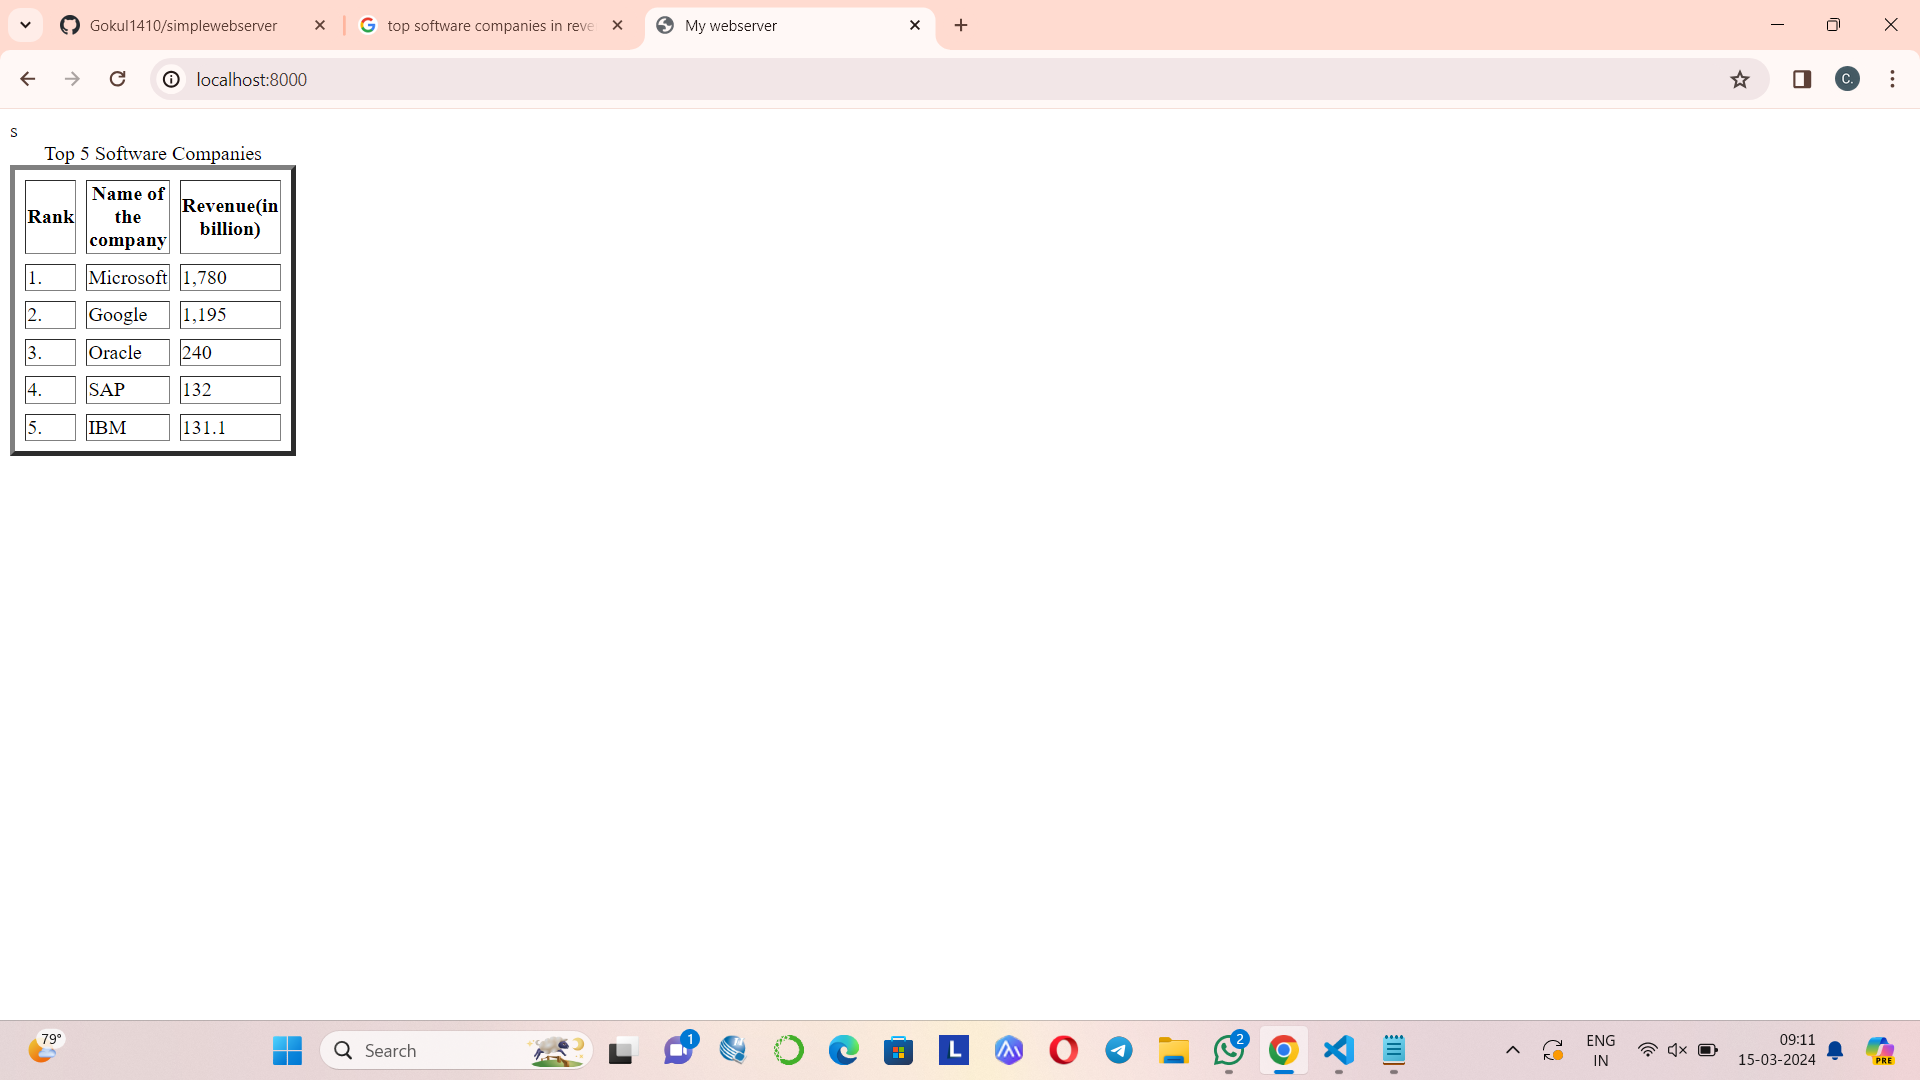 Gokul1410/simplewebserver
top software companies in reve
My webserver
localhost:8000
C.
s
Top 5 Software Companies
Rank
Name of
the
company
Revenue(in
billion)
1. Microsoft 1,780
2. Google 1,195
3. Oracle 240
4. SAP 132
5. IBM 131.1
79°
Search
1
L
2
ENG
IN
09:11
15-03-2024
PRE